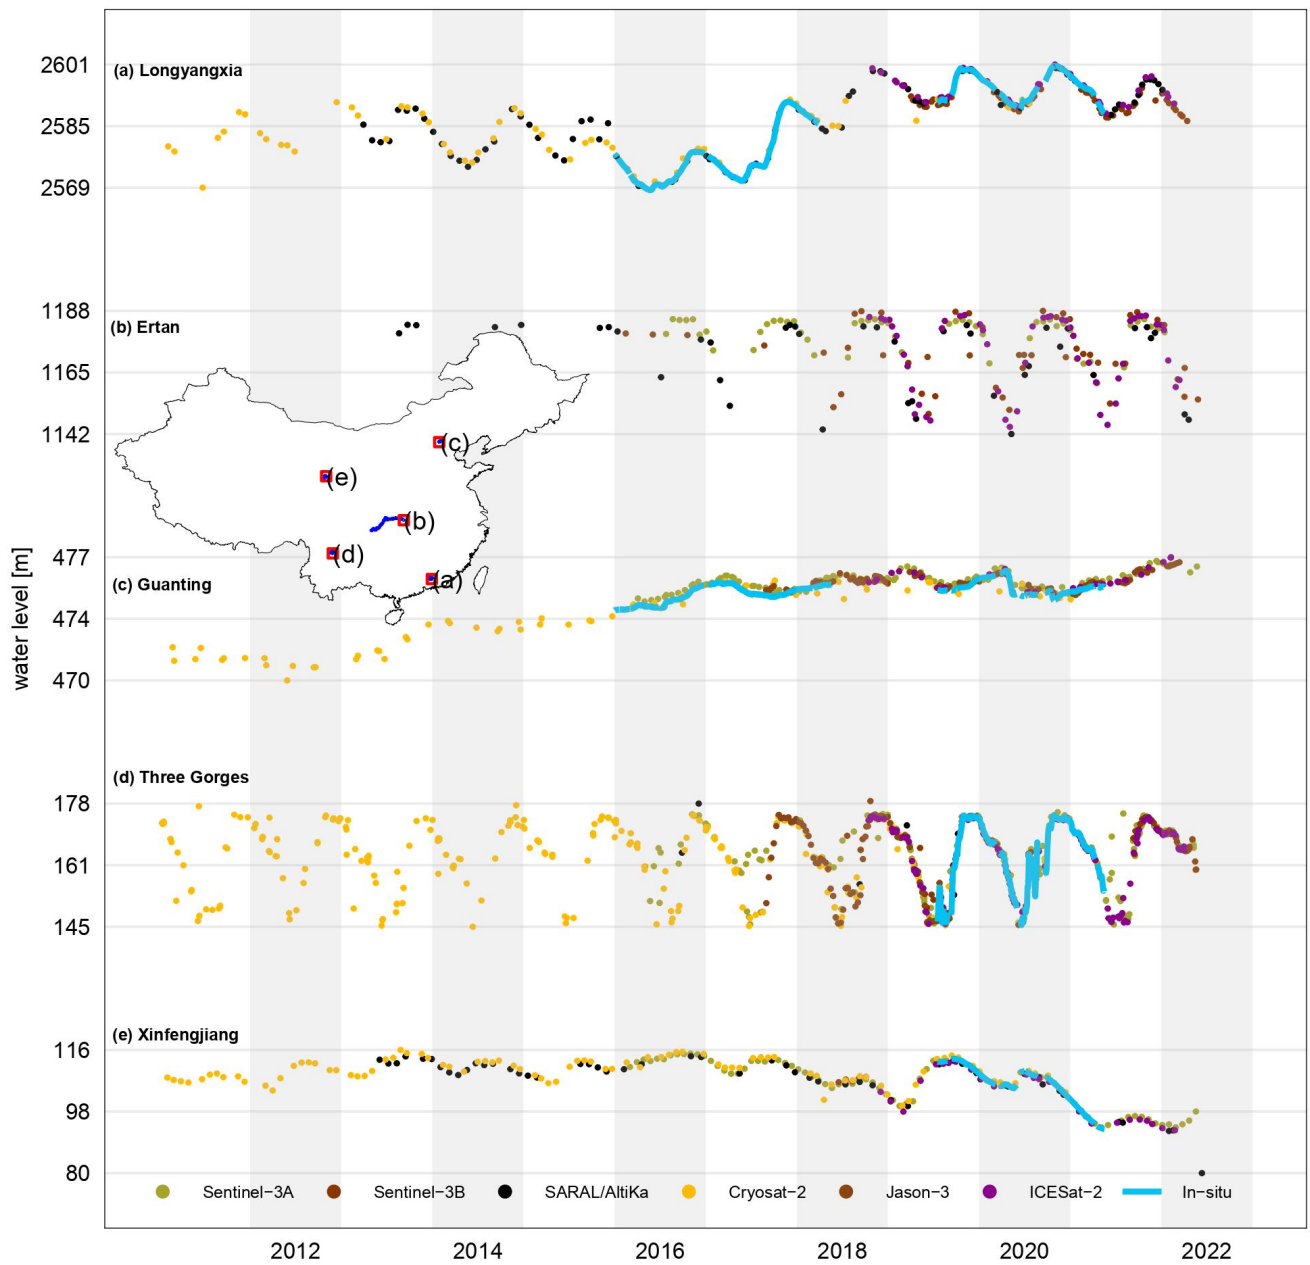 2601
(a) Longyangxia
2585
2569
1188
(b) Ertan
1165
1142
(c)
(e)
(b)
477
(d)
(c) Guanting
(a)
474
water level [m]
470
(d) Three Gorges
178
161
145
(e) Xinfengjiang
116
98
80
Sentinel−3A Sentinel−3B SARAL/AltiKa Cryosat−2 Jason−3 ICESat−2 In−situ
2012 2014 2016 2018 2020 2022